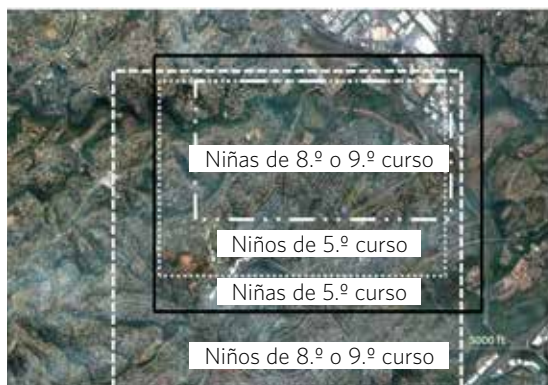 Niñas de 8.º o 9.º curso
Niños de 5.º curso
Niñas de 5.º curso
5000 ft
Niños de 8.º o 9.º curso